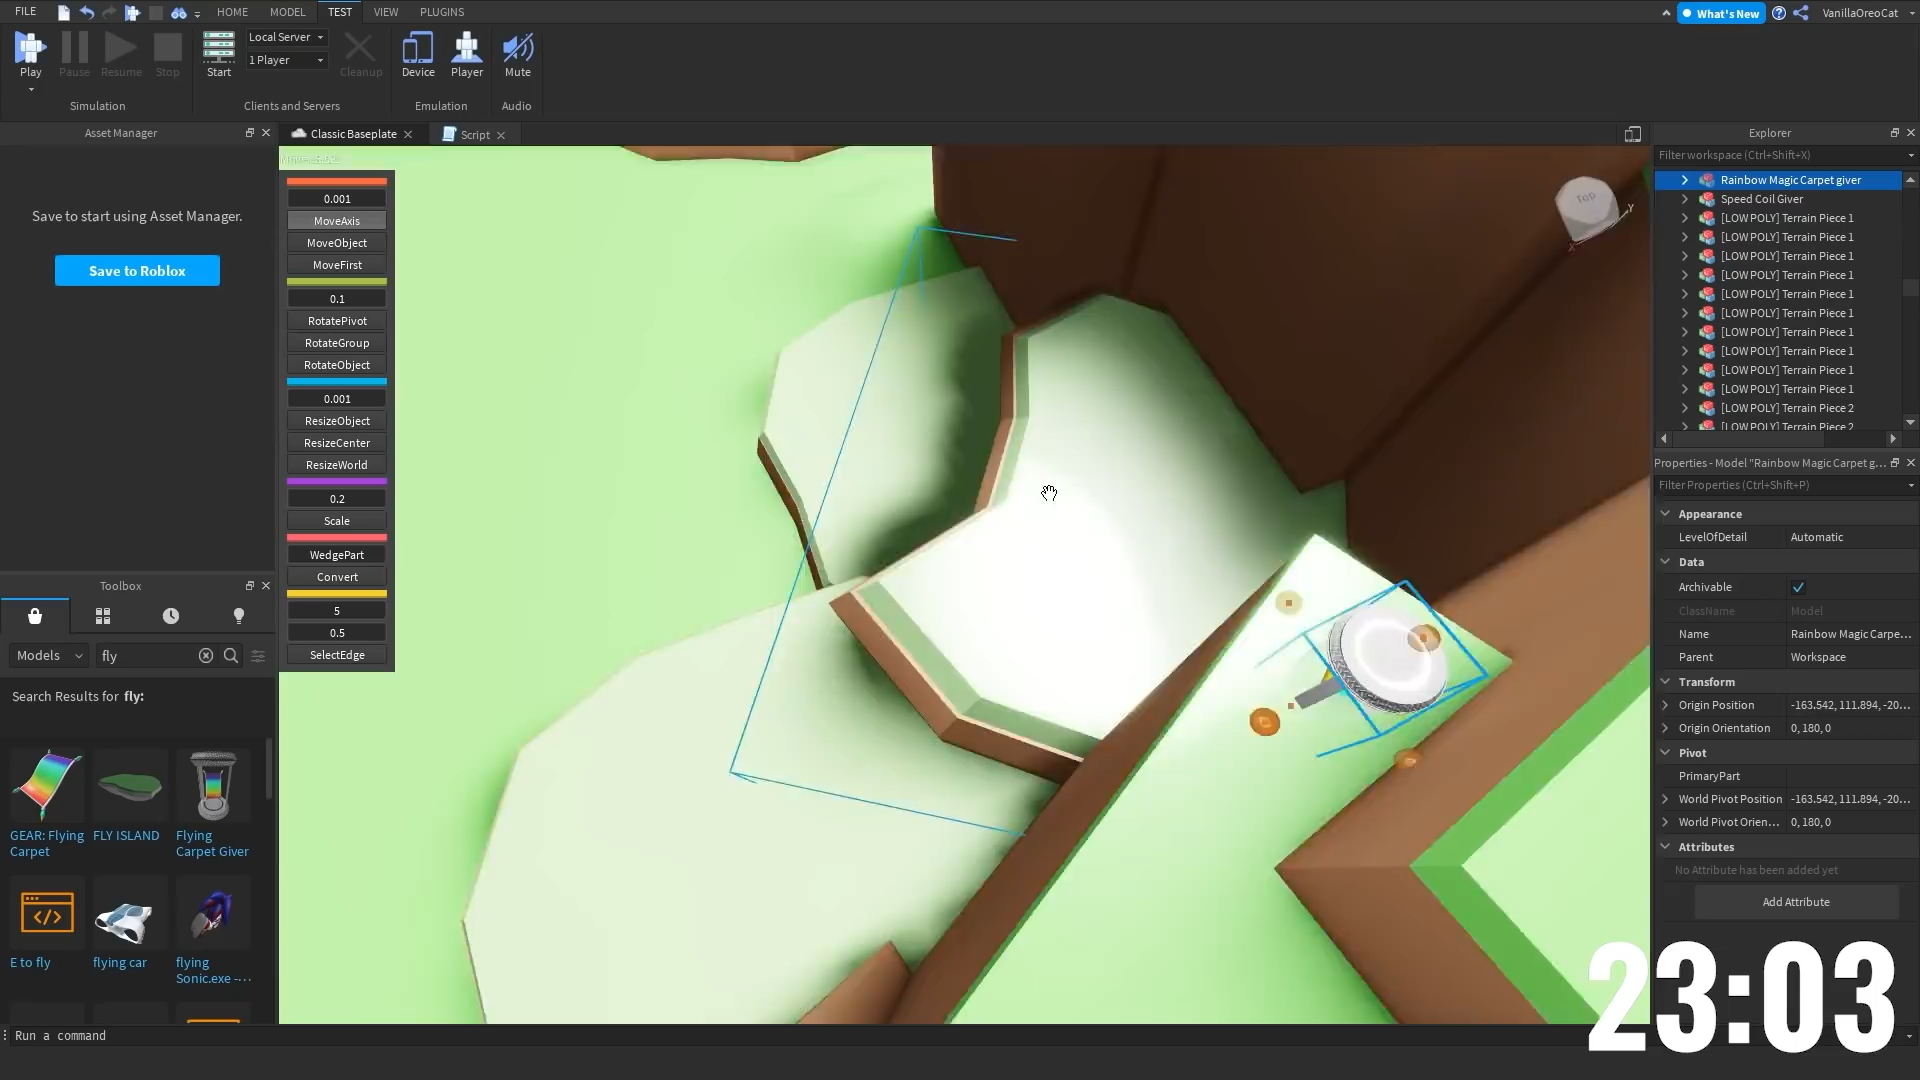 FILE
HOME
MODEL
TEST
VIEW
PLUGINS
What's New
VanillaOreoCat
Play
Pause
Resume
Stop
Start
Local Server
1 Player
Cleanup
Device
Player
Mute
Simulation
Clients and Servers
Emulation
Audio
Asset Manager
Classic Baseplate
Script
Explorer
Filter workspace (Ctrl+Shift+X)
Save to start using Asset Manager.
Save to Roblox
0.001
MoveAxis
MoveObject
MoveFirst
0.1
RotatePivot
RotateGroup
RotateObject
0.001
ResizeObject
ResizeCenter
ResizeWorld
0.2
Scale
WedgePart
Convert
5
0.5
SelectEdge
Top
Y
X
Rainbow Magic Carpet giver
Speed Coil Giver
[LOW POLY] Terrain Piece 1
[LOW POLY] Terrain Piece 1
[LOW POLY] Terrain Piece 1
[LOW POLY] Terrain Piece 1
[LOW POLY] Terrain Piece 1
[LOW POLY] Terrain Piece 1
[LOW POLY] Terrain Piece 1
[LOW POLY] Terrain Piece 1
[LOW POLY] Terrain Piece 1
[LOW POLY] Terrain Piece 1
[LOW POLY] Terrain Piece 2
[LOW POLY] Terrain Piece 2
Properties - Model "Rainbow Magic Carpet g...
Filter Properties (Ctrl+Shift+P)
Appearance
LevelOfDetail Automatic
Data
Archivable
ClassName Model
Name Rainbow Magic Carpe...
Parent Workspace
Transform
Origin Position -163.542, 111.894, -20...
Origin Orientation 0, 180, 0
Pivot
PrimaryPart
World Pivot Position -163.542, 111.894, -20...
World Pivot Orien... 0, 180, 0
Attributes
No Attribute has been added yet
Add Attribute
Toolbox
Models
fly
Search Results for fly:
GEAR: Flying Carpet
FLY ISLAND
Flying Carpet Giver
E to fly
flying car
flying Sonic.exe -...
Run a command
23:03